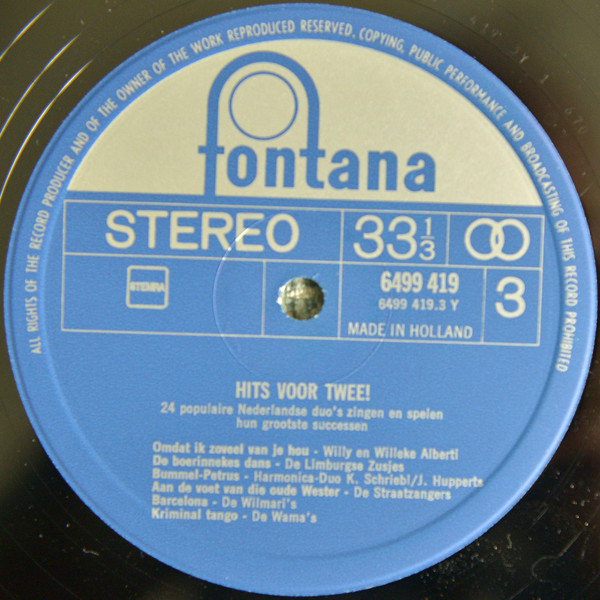 ALL RIGHTS OF THE RECORD PRODUCER AND OF THE OWNER OF THE WORK REPRODUCED RESERVED. COPYING, PUBLIC PERFORMANCE AND BROADCASTING OF THIS RECORD PROHIBITED
fontana
STEREO
33 1/3
STEMRA
6499 419
6499 419.3 Y
3
MADE IN HOLLAND
HITS VOOR TWEE!
24 populaire Nederlandse duo's zingen en spelen
hun grootste successen
Omdat ik zoveel van je hou - Willy en Willeke Alberti
De boerinnekes dans - De Limburgse Zusjes
Bummel-Petrus - Harmonica-Duo K. Schriebl/J. Hupperts
Aan de voet van die oude Wester - De Straatzangers
Barcelona - De Wilmari's
Kriminal tango - De Wama's